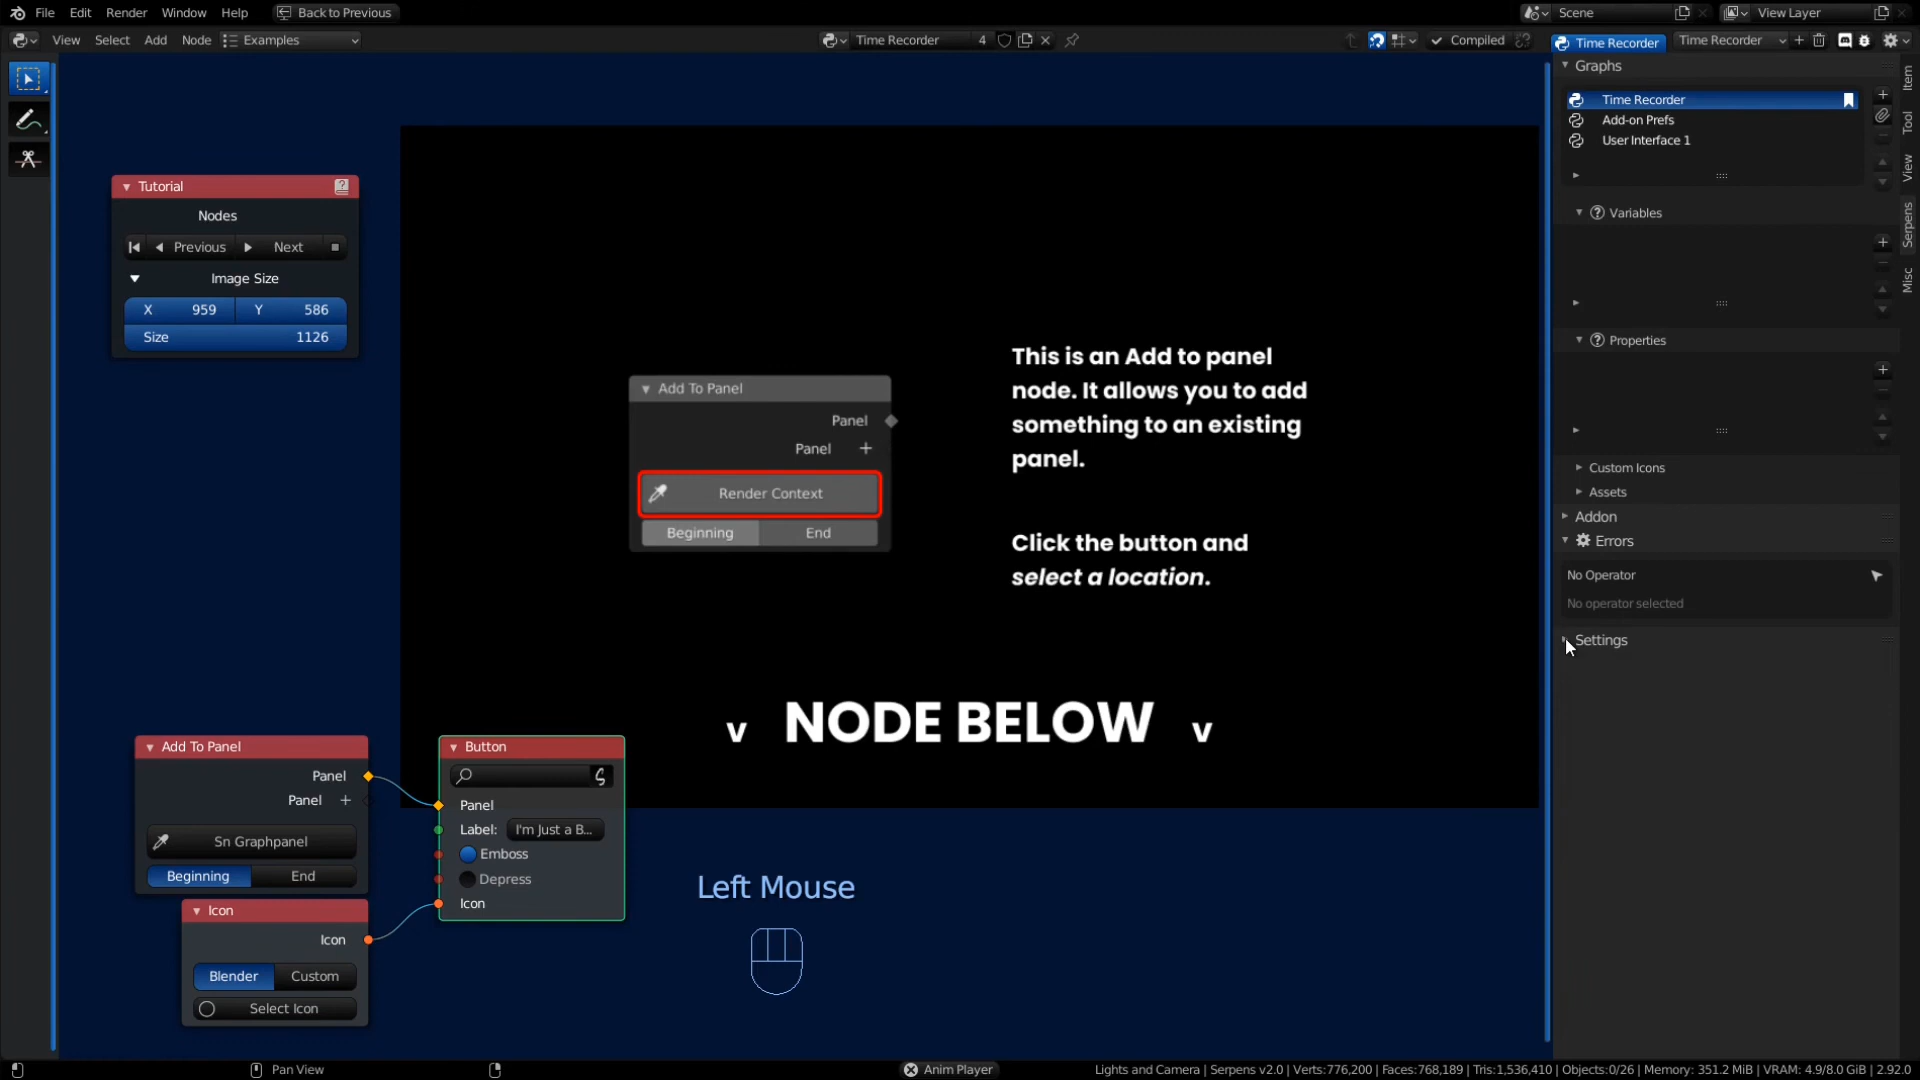 File Edit Render Window Help Back to Previous Scene View Layer
View Select Add Node Examples Time Recorder 4 Compiled Time Recorder Time Recorder
Graphs
Time Recorder
Add-on Prefs
User Interface 1
Variables
Properties
Custom Icons
Assets
Addon
Errors
No Operator
No operator selected
Settings
Item
Tool
View
Serpens
Misc
Tutorial
Nodes
Previous Next
Image Size
X 959 Y 586
Size 1126
Add To Panel
Panel
Panel +
Render Context
Beginning End
This is an Add to panel
node. It allows you to add
something to an existing
panel.
Click the button and
select a location.
v NODE BELOW v
Add To Panel
Panel
Panel +
Sn Graphpanel
Beginning End
Icon
Icon
Blender Custom
Select Icon
Button
Panel
Label: I'm Just a B...
Emboss
Depress
Icon
Left Mouse
Pan View Anim Player Lights and Camera | Serpens v2.0 | Verts:776,200 | Faces:768,189 | Tris:1,536,410 | Objects:0/26 | Memory: 351.2 MiB | VRAM: 4.9/8.0 GiB | 2.92.0